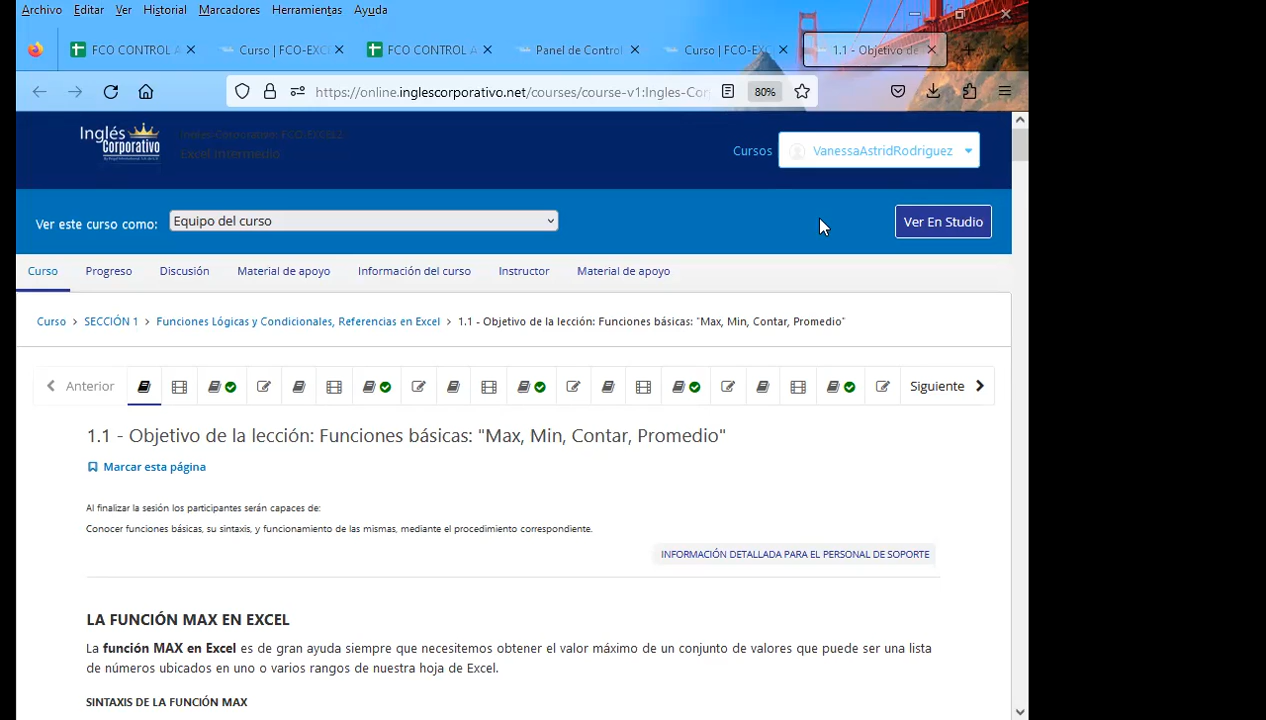 Archivo Editar Ver Historial Marcadores Herramientas Ayuda
FCO CONTROL A Curso | FCO-EXC FCO CONTROL A Panel de Control Curso | FCO-EXC 1.1 - Objetivo de
https://online.inglescorporativo.net/courses/course-v1:Ingles-Cor 80%
Inglés Corporativo
Ingles-Corporativo: FCO-EXCEL2
Excel Intermedio
Cursos VanessaAstridRodriguez
Ver este curso como: Equipo del curso Ver En Studio
Curso Progreso Discusión Material de apoyo Información del curso Instructor Material de apoyo
Curso > SECCIÓN 1 > Funciones Lógicas y Condicionales, Referencias en Excel > 1.1 - Objetivo de la lección: Funciones básicas: "Max, Min, Contar, Promedio"
Anterior Siguiente
1.1 - Objetivo de la lección: Funciones básicas: "Max, Min, Contar, Promedio"
Marcar esta página
Al finalizar la sesión los participantes serán capaces de:
Conocer funciones básicas, su sintaxis, y funcionamiento de las mismas, mediante el procedimiento correspondiente.
INFORMACIÓN DETALLADA PARA EL PERSONAL DE SOPORTE
LA FUNCIÓN MAX EN EXCEL
La función MAX en Excel es de gran ayuda siempre que necesitemos obtener el valor máximo de un conjunto de valores que puede ser una lista
de números ubicados en uno o varios rangos de nuestra hoja de Excel.
SINTAXIS DE LA FUNCIÓN MAX